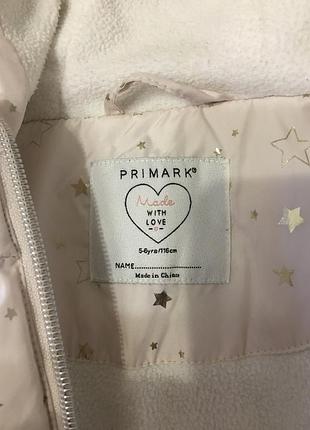 PRIMARK®
Made
WITH
LOVE
5-6yrs/116cm
NAME..........................
Made in China